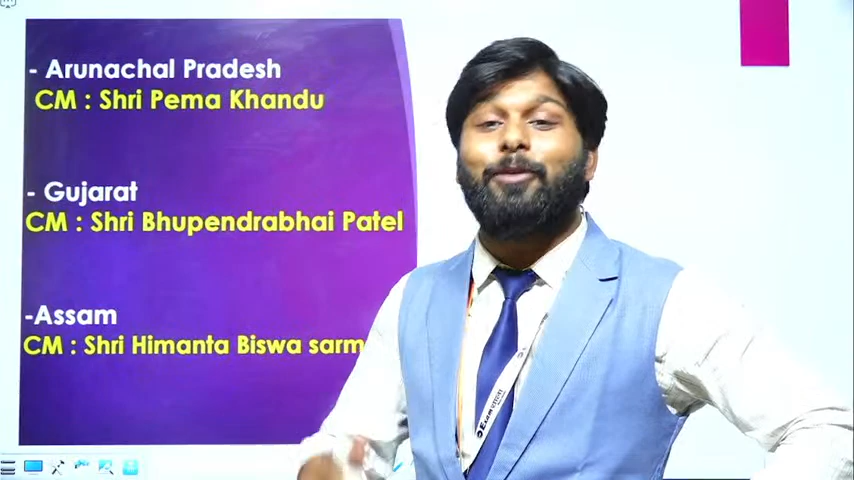 - Arunachal Pradesh
CM : Shri Pema Khandu
- Gujarat
CM : Shri Bhupendrabhai Patel
-Assam
CM : Shri Himanta Biswa sarm